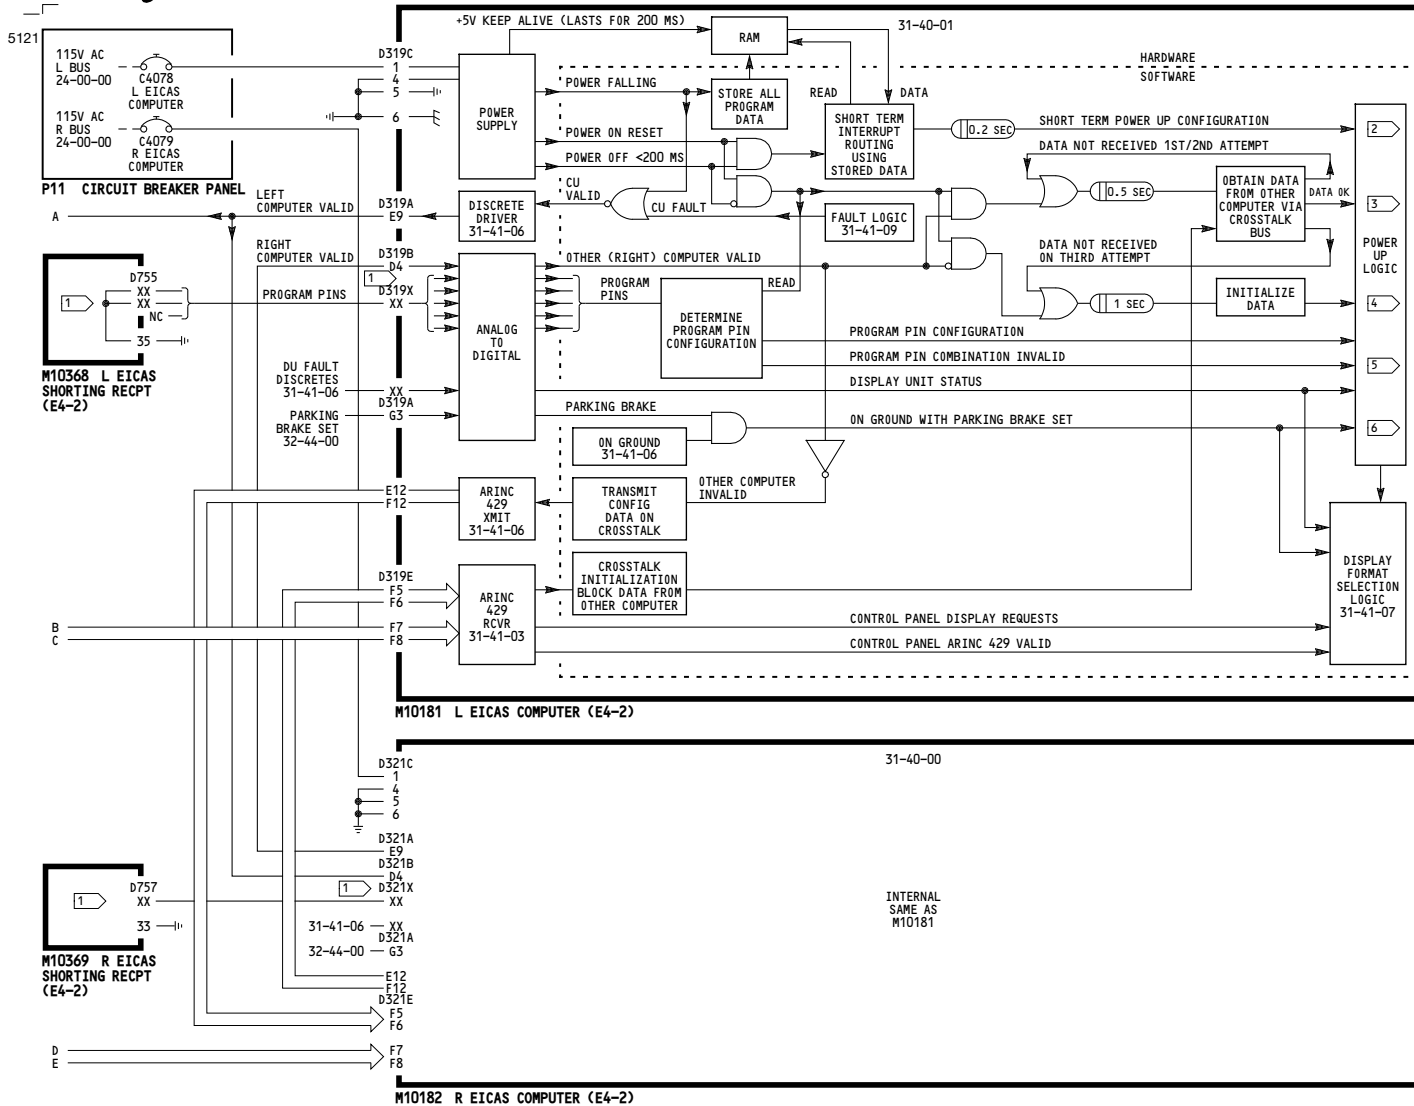 5121
115V AC
L BUS
24-00-00
C4078
L EICAS
COMPUTER
115V AC
R BUS
24-00-00
C4079
R EICAS
COMPUTER
P11 CIRCUIT BREAKER PANEL
A
LEFT
COMPUTER VALID
RIGHT
COMPUTER VALID
D755
1
XX
XX
NC
35
PROGRAM PINS
M10368 L EICAS
SHORTING RECPT
(E4-2)
DU FAULT
DISCRETES
31-41-06
PARKING
BRAKE SET
32-44-00
B
C
D319C
1
4
5
6
D319A
E9
D319B
D4
1
D319X
XX
XX
D319A
G3
E12
F12
D319E
F5
F6
F7
F8
+5V KEEP ALIVE (LASTS FOR 200 MS)
RAM
31-40-01
HARDWARE
SOFTWARE
POWER
SUPPLY
POWER FALLING
STORE ALL
PROGRAM
DATA
READ
DATA
POWER ON RESET
POWER OFF <200 MS
SHORT TERM
INTERRUPT
ROUTING
USING
STORED DATA
0.2 SEC
SHORT TERM POWER UP CONFIGURATION
2
DATA NOT RECEIVED 1ST/2ND ATTEMPT
0.5 SEC
OBTAIN DATA
FROM OTHER
COMPUTER VIA
CROSSTALK
BUS
DATA OK
3
DISCRETE
DRIVER
31-41-06
CU
VALID
CU FAULT
FAULT LOGIC
31-41-09
DATA NOT RECEIVED
ON THIRD ATTEMPT
POWER
UP
LOGIC
ANALOG
TO
DIGITAL
OTHER (RIGHT) COMPUTER VALID
PROGRAM
PINS
READ
DETERMINE
PROGRAM PIN
CONFIGURATION
1 SEC
INITIALIZE
DATA
4
PROGRAM PIN CONFIGURATION
PROGRAM PIN COMBINATION INVALID
5
DISPLAY UNIT STATUS
PARKING BRAKE
ON GROUND WITH PARKING BRAKE SET
6
ON GROUND
31-41-06
ARINC
429
XMIT
31-41-06
TRANSMIT
CONFIG
DATA ON
CROSSTALK
OTHER COMPUTER
INVALID
ARINC
429
RCVR
31-41-03
CROSSTALK
INITIALIZATION
BLOCK DATA FROM
OTHER COMPUTER
DISPLAY
FORMAT
SELECTION
LOGIC
31-41-07
CONTROL PANEL DISPLAY REQUESTS
CONTROL PANEL ARINC 429 VALID
M10181 L EICAS COMPUTER (E4-2)
31-40-00
D321C
1
4
5
6
D321A
E9
D321B
D4
1
D321X
XX
31-41-06
XX
D321A
32-44-00
G3
E12
F12
D321E
F5
F6
F7
F8
INTERNAL
SAME AS
M10181
D757
1
XX
33
M10369 R EICAS
SHORTING RECPT
(E4-2)
D
E
M10182 R EICAS COMPUTER (E4-2)